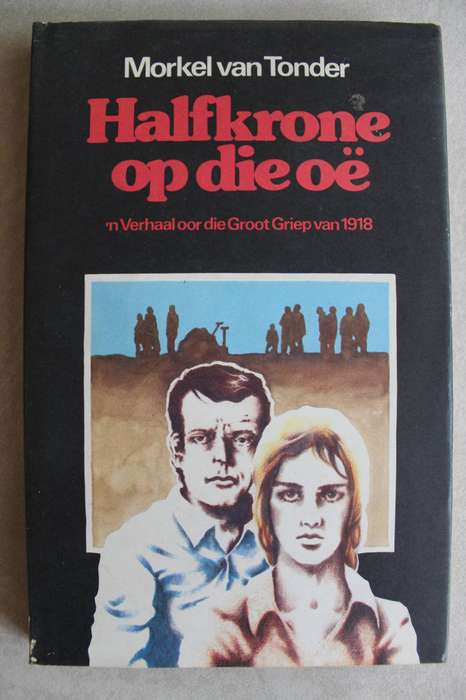 Morkel van Tonder
Halfkrone
op die oë
'n Verhaal oor die Groot Griep van 1918